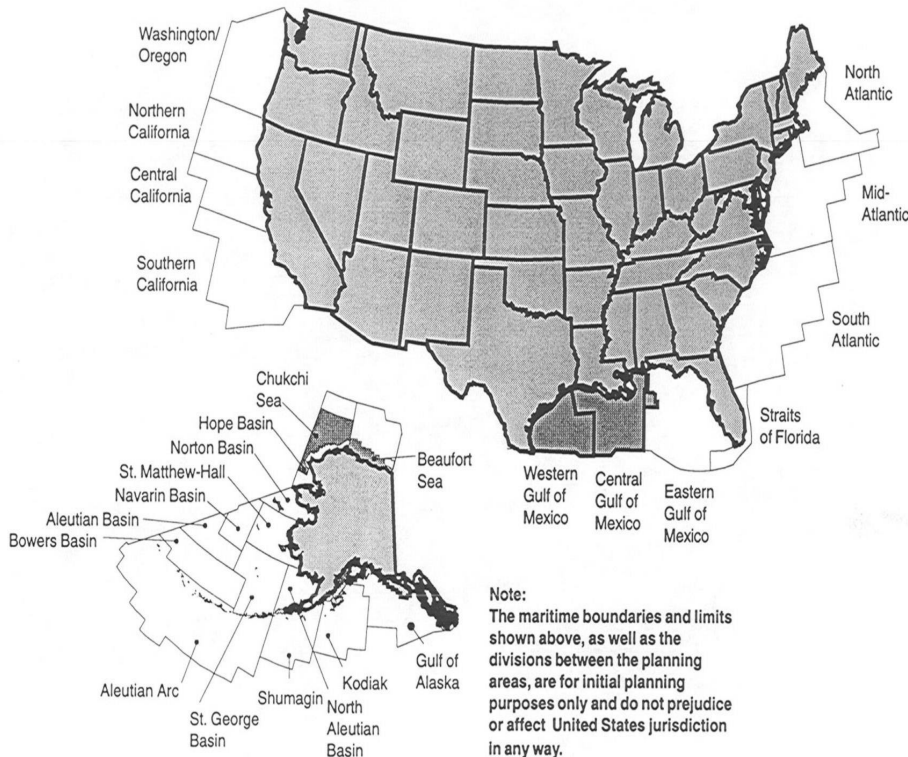 Washington/
Oregon
Northern
California
Central
California
Southern
California
North
Atlantic
Mid-
Atlantic
South
Atlantic
Straits
of Florida
Chukchi
Sea
Hope Basin
Norton Basin
St. Matthew-Hall
Navarin Basin
Aleutian Basin
Bowers Basin
Beaufort
Sea
Western
Gulf of
Mexico
Central
Gulf of
Mexico
Eastern
Gulf of
Mexico
Aleutian Arc
St. George
Basin
Shumagin
Kodiak
North
Aleutian
Basin
Gulf of
Alaska
Note:
The maritime boundaries and limits
shown above, as well as the
divisions between the planning
areas, are for initial planning
purposes only and do not prejudice
or affect United States jurisdiction
in any way.